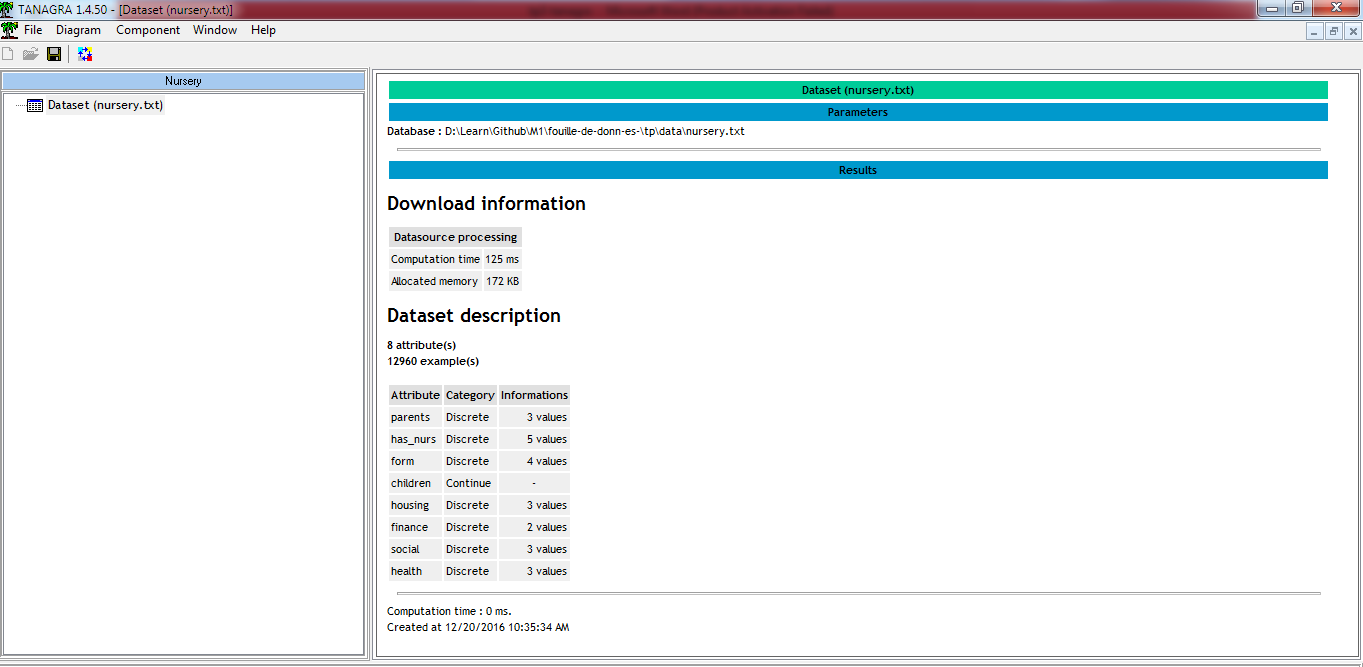 TANAGRA 1.4.50 - [Dataset (nursery.txt)]
File Diagram Component Window Help
Nursery
Dataset (nursery.txt)
Dataset (nursery.txt)
Parameters
Database : D:\Learn\Github\M1\fouille-de-donn-es-\tp\data\nursery.txt
Results
Download information
Datasource processing
Computation time 125 ms
Allocated memory 172 KB
Dataset description
8 attribute(s)
12960 example(s)
Attribute Category Informations
parents Discrete 3 values
has_nurs Discrete 5 values
form Discrete 4 values
children Continue -
housing Discrete 3 values
finance Discrete 2 values
social Discrete 3 values
health Discrete 3 values
Computation time : 0 ms.
Created at 12/20/2016 10:35:34 AM